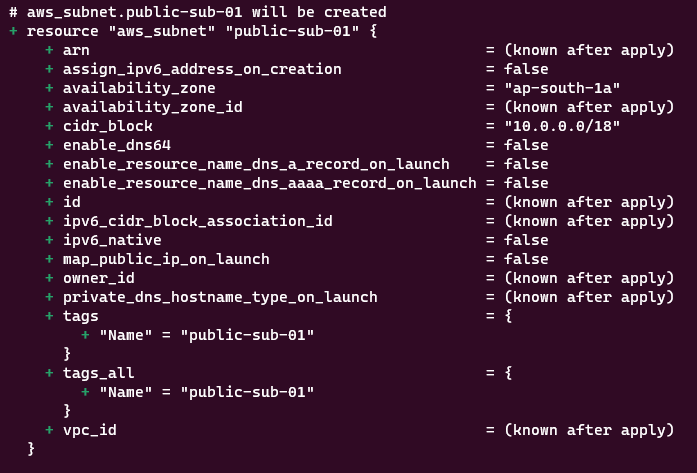 # aws_subnet.public-sub-01 will be created
+ resource "aws_subnet" "public-sub-01" {
+ arn = (known after apply)
+ assign_ipv6_address_on_creation = false
+ availability_zone = "ap-south-1a"
+ availability_zone_id = (known after apply)
+ cidr_block = "10.0.0.0/18"
+ enable_dns64 = false
+ enable_resource_name_dns_a_record_on_launch = false
+ enable_resource_name_dns_aaaa_record_on_launch = false
+ id = (known after apply)
+ ipv6_cidr_block_association_id = (known after apply)
+ ipv6_native = false
+ map_public_ip_on_launch = false
+ owner_id = (known after apply)
+ private_dns_hostname_type_on_launch = (known after apply)
+ tags = {
+ "Name" = "public-sub-01"
}
+ tags_all = {
+ "Name" = "public-sub-01"
}
+ vpc_id = (known after apply)
}